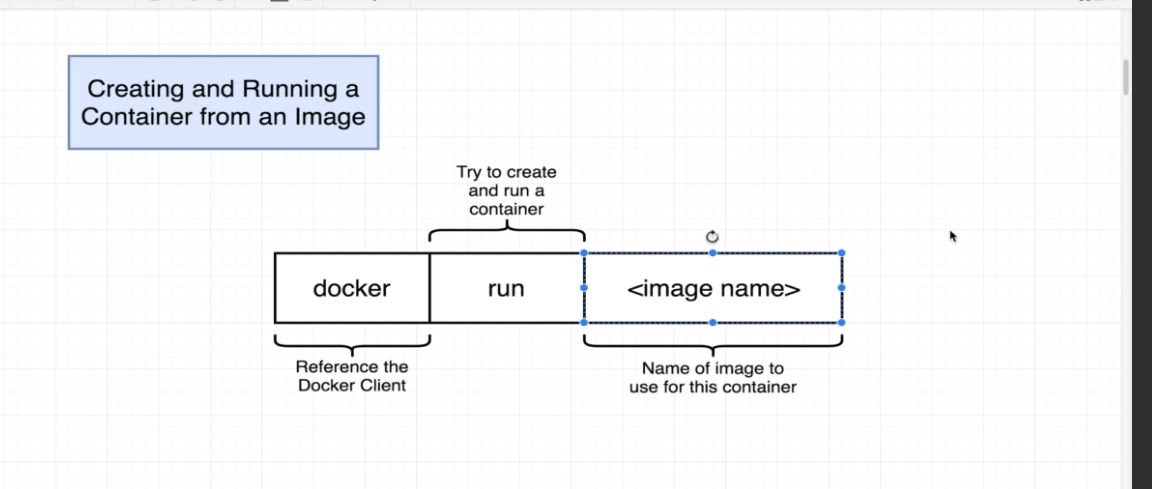 Creating and Running a
Container from an Image
Try to create
and run a
container
docker
run
<image name>
Reference the
Docker Client
Name of image to
use for this container